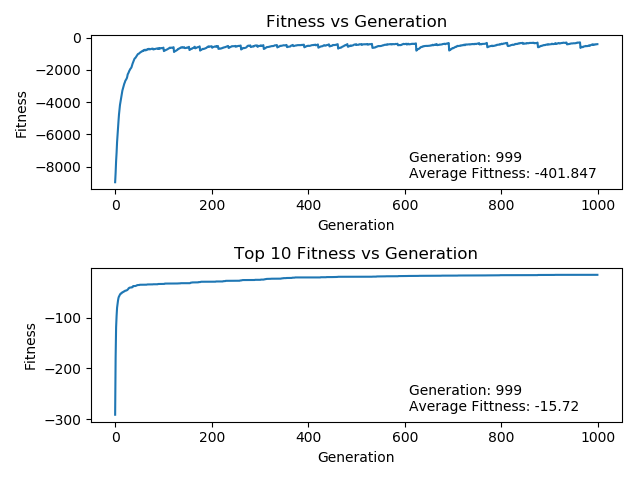 Fitness vs Generation
0
−2000
−4000
−6000
−8000
Fitness
Generation: 999
Average Fittness: -401.847
0 200 400 600 800 1000
Generation
Top 10 Fitness vs Generation
−100
−200
−300
Fitness
Generation: 999
Average Fittness: -15.72
0 200 400 600 800 1000
Generation